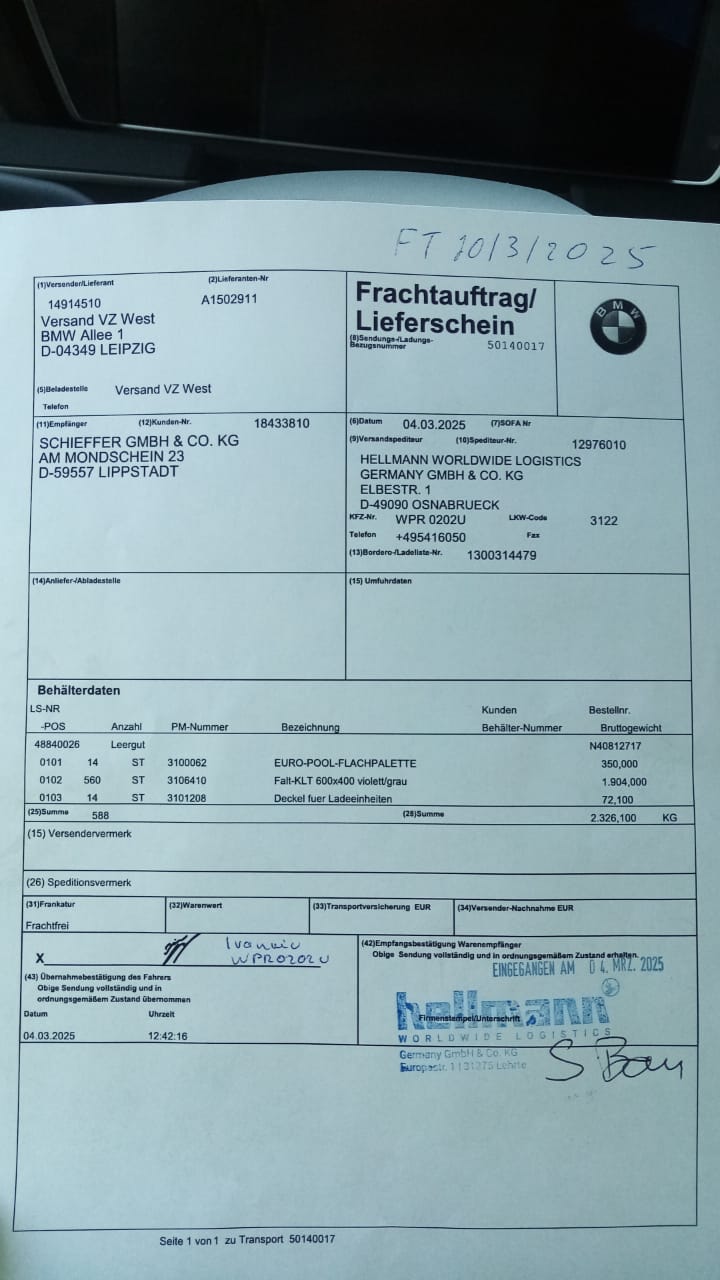 FT 10/3/2025
(1)Versender/Lieferant (2)Lieferanten-Nr
14914510 A1502911
Versand VZ West
BMW Allee 1
D-04349 LEIPZIG
(5)Beladestelle Versand VZ West
Telefon
Frachtauftrag/
Lieferschein
(8)Sendungs-/Ladungs-
Bezugsnummer 50140017
BMW
(11)Empfänger (12)Kunden-Nr. 18433810
SCHIEFFER GMBH & CO. KG
AM MONDSCHEIN 23
D-59557 LIPPSTADT
(6)Datum 04.03.2025 (7)SOFA Nr
(9)Versandspediteur (10)Spediteur-Nr. 12976010
HELLMANN WORLDWIDE LOGISTICS
GERMANY GMBH & CO. KG
ELBESTR. 1
D-49090 OSNABRUECK
KFZ-Nr. WPR 0202U LKW-Code 3122
Telefon +495416050 Fax
(13)Bordero-/Ladeliste-Nr. 1300314479
(14)Anliefer-/Abladestelle (15) Umfuhrdaten
Behälterdaten
LS-NR Kunden Bestellnr.
-POS Anzahl PM-Nummer Bezeichnung Behälter-Nummer Bruttogewicht
48840026 Leergut N40812717
0101 14 ST 3100062 EURO-POOL-FLACHPALETTE 350,000
0102 560 ST 3106410 Falt-KLT 600x400 violett/grau 1.904,000
0103 14 ST 3101208 Deckel fuer Ladeeinheiten 72,100
(25)Summe 588 (28)Summe 2.326,100 KG
(15) Versendervermerk
(26) Speditionsvermerk
(31)Frankatur (32)Warenwert (33)Transportversicherung EUR (34)Versender-Nachnahme EUR
Frachtfrei
X
WPR0202U
(43) Übernahmebestätigung des Fahrers
Obige Sendung vollständig und in
ordnungsgemäßem Zustand übernommen
Datum Uhrzeit
04.03.2025 12:42:16
(42)Empfangsbestätigung Warenempfänger
Obige Sendung vollständig und in ordnungsgemäßem Zustand erhalten.
EINGEGANGEN AM 04. MRZ. 2025
hellmann
Firmenstempel/Unterschrift
WORLDWIDE LOGISTICS
Germany GmbH & Co. KG
Europastr. 1 | 31275 Lehrte
Seite 1 von 1 zu Transport 50140017